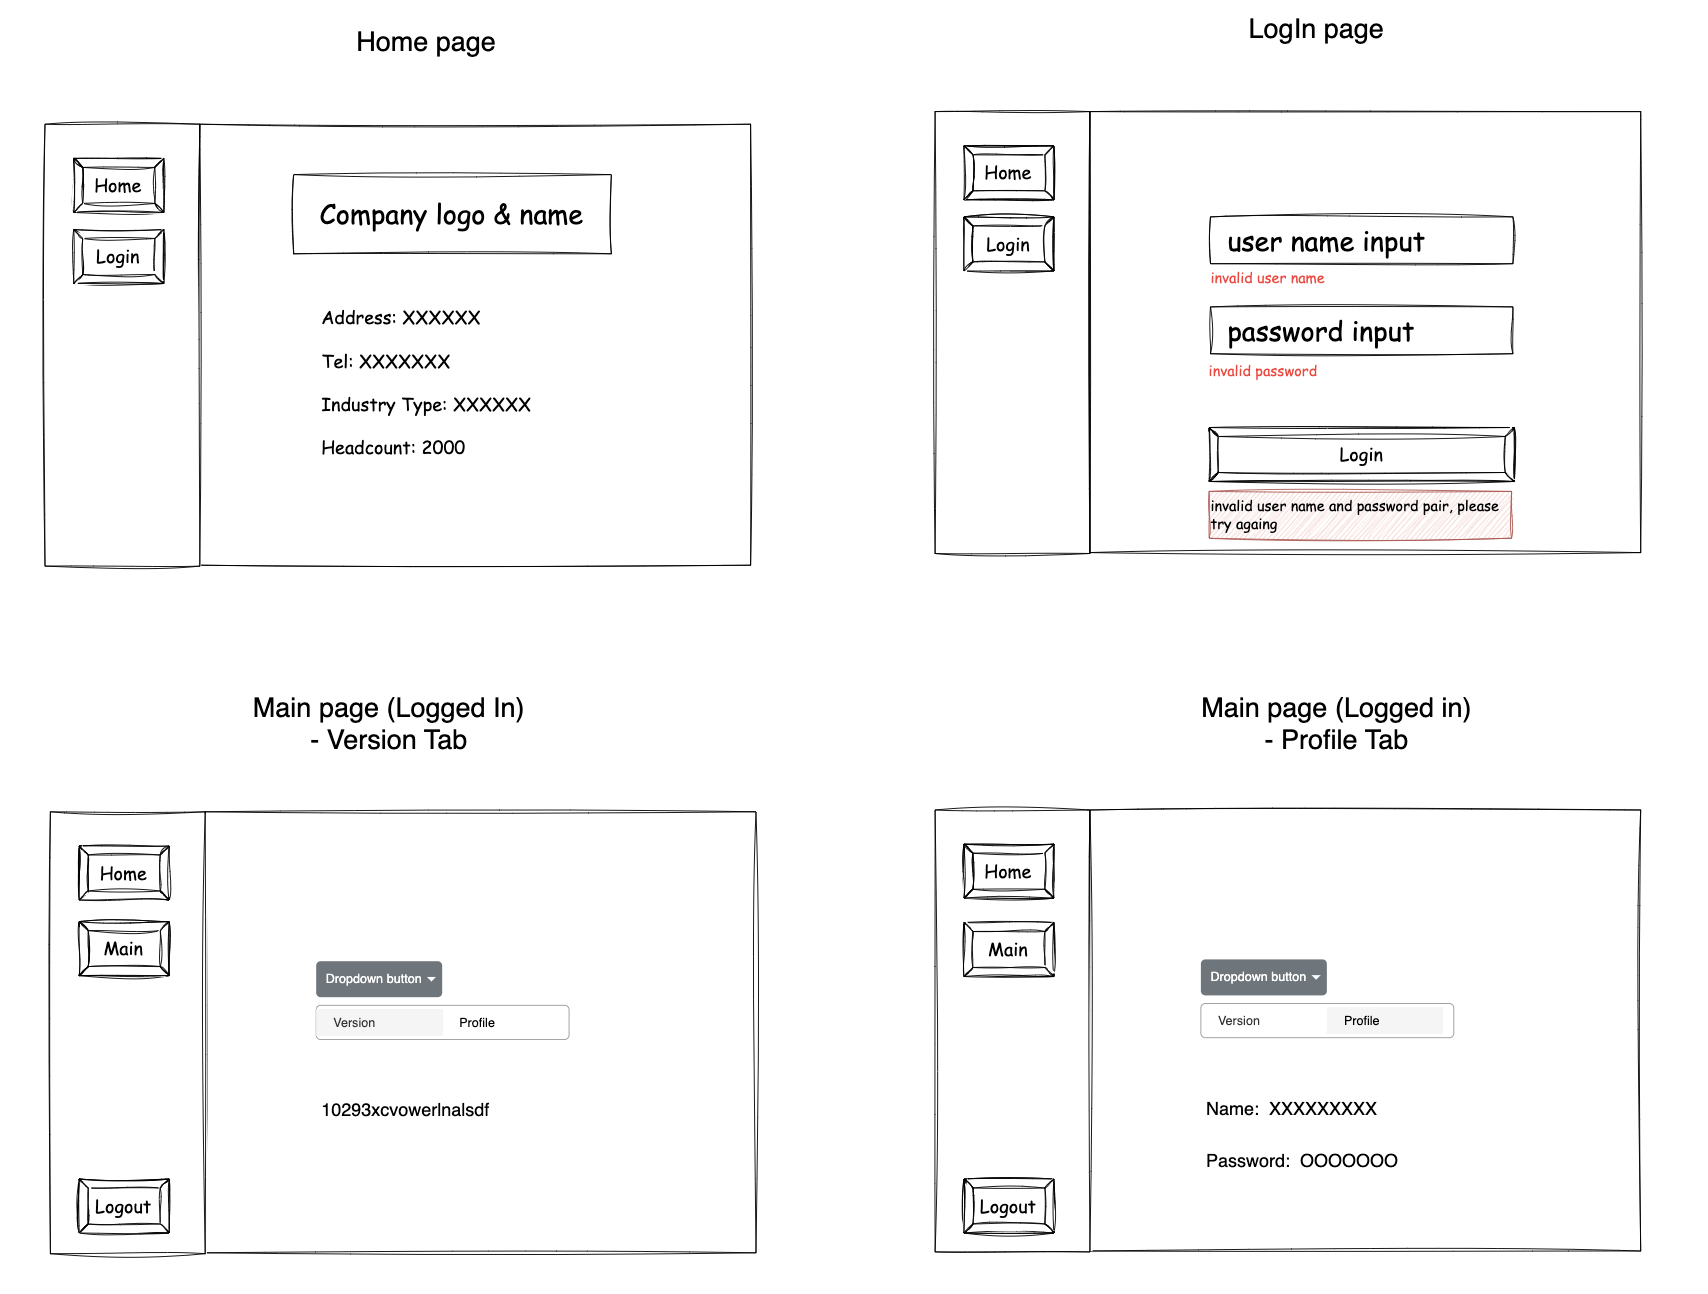 Home page
Home
Login
Company logo & name
Address: XXXXXX
Tel: XXXXXXX
Industry Type: XXXXXX
Headcount: 2000
LogIn page
Home
Login
user name input
invalid user name
password input
invalid password
Login
invalid user name and password pair, please
try againg
Main page (Logged In)
- Version Tab
Home
Main
Dropdown button
Version Profile
10293xcvowerlnalsdf
Logout
Main page (Logged in)
- Profile Tab
Home
Main
Dropdown button
Version Profile
Name: XXXXXXXXX
Password: OOOOOOO
Logout